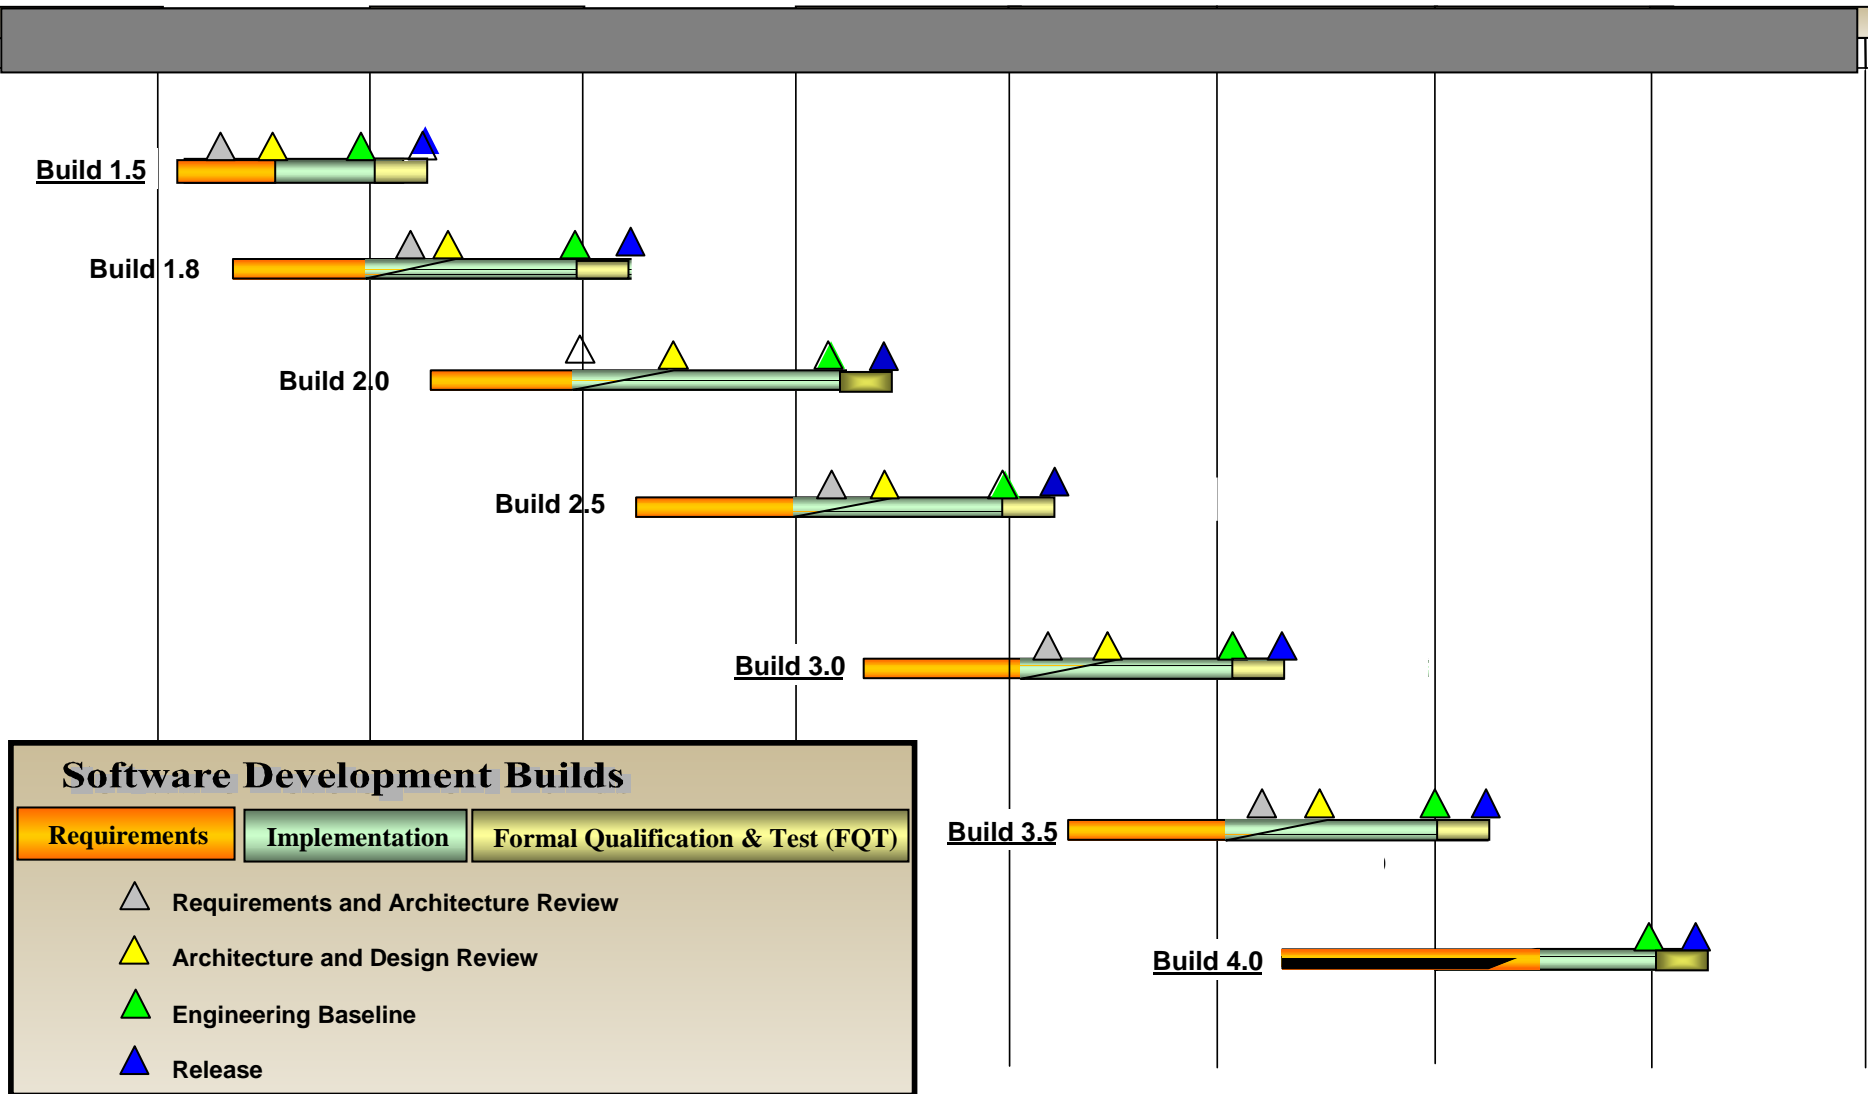 Build 1.5
Build 1.8
Build 2.0
Build 2.5
Build 3.0
Software Development Builds
Requirements
Implementation
Formal Qualification & Test (FQT)
Build 3.5
Requirements and Architecture Review
Architecture and Design Review
Build 4.0
Engineering Baseline
Release